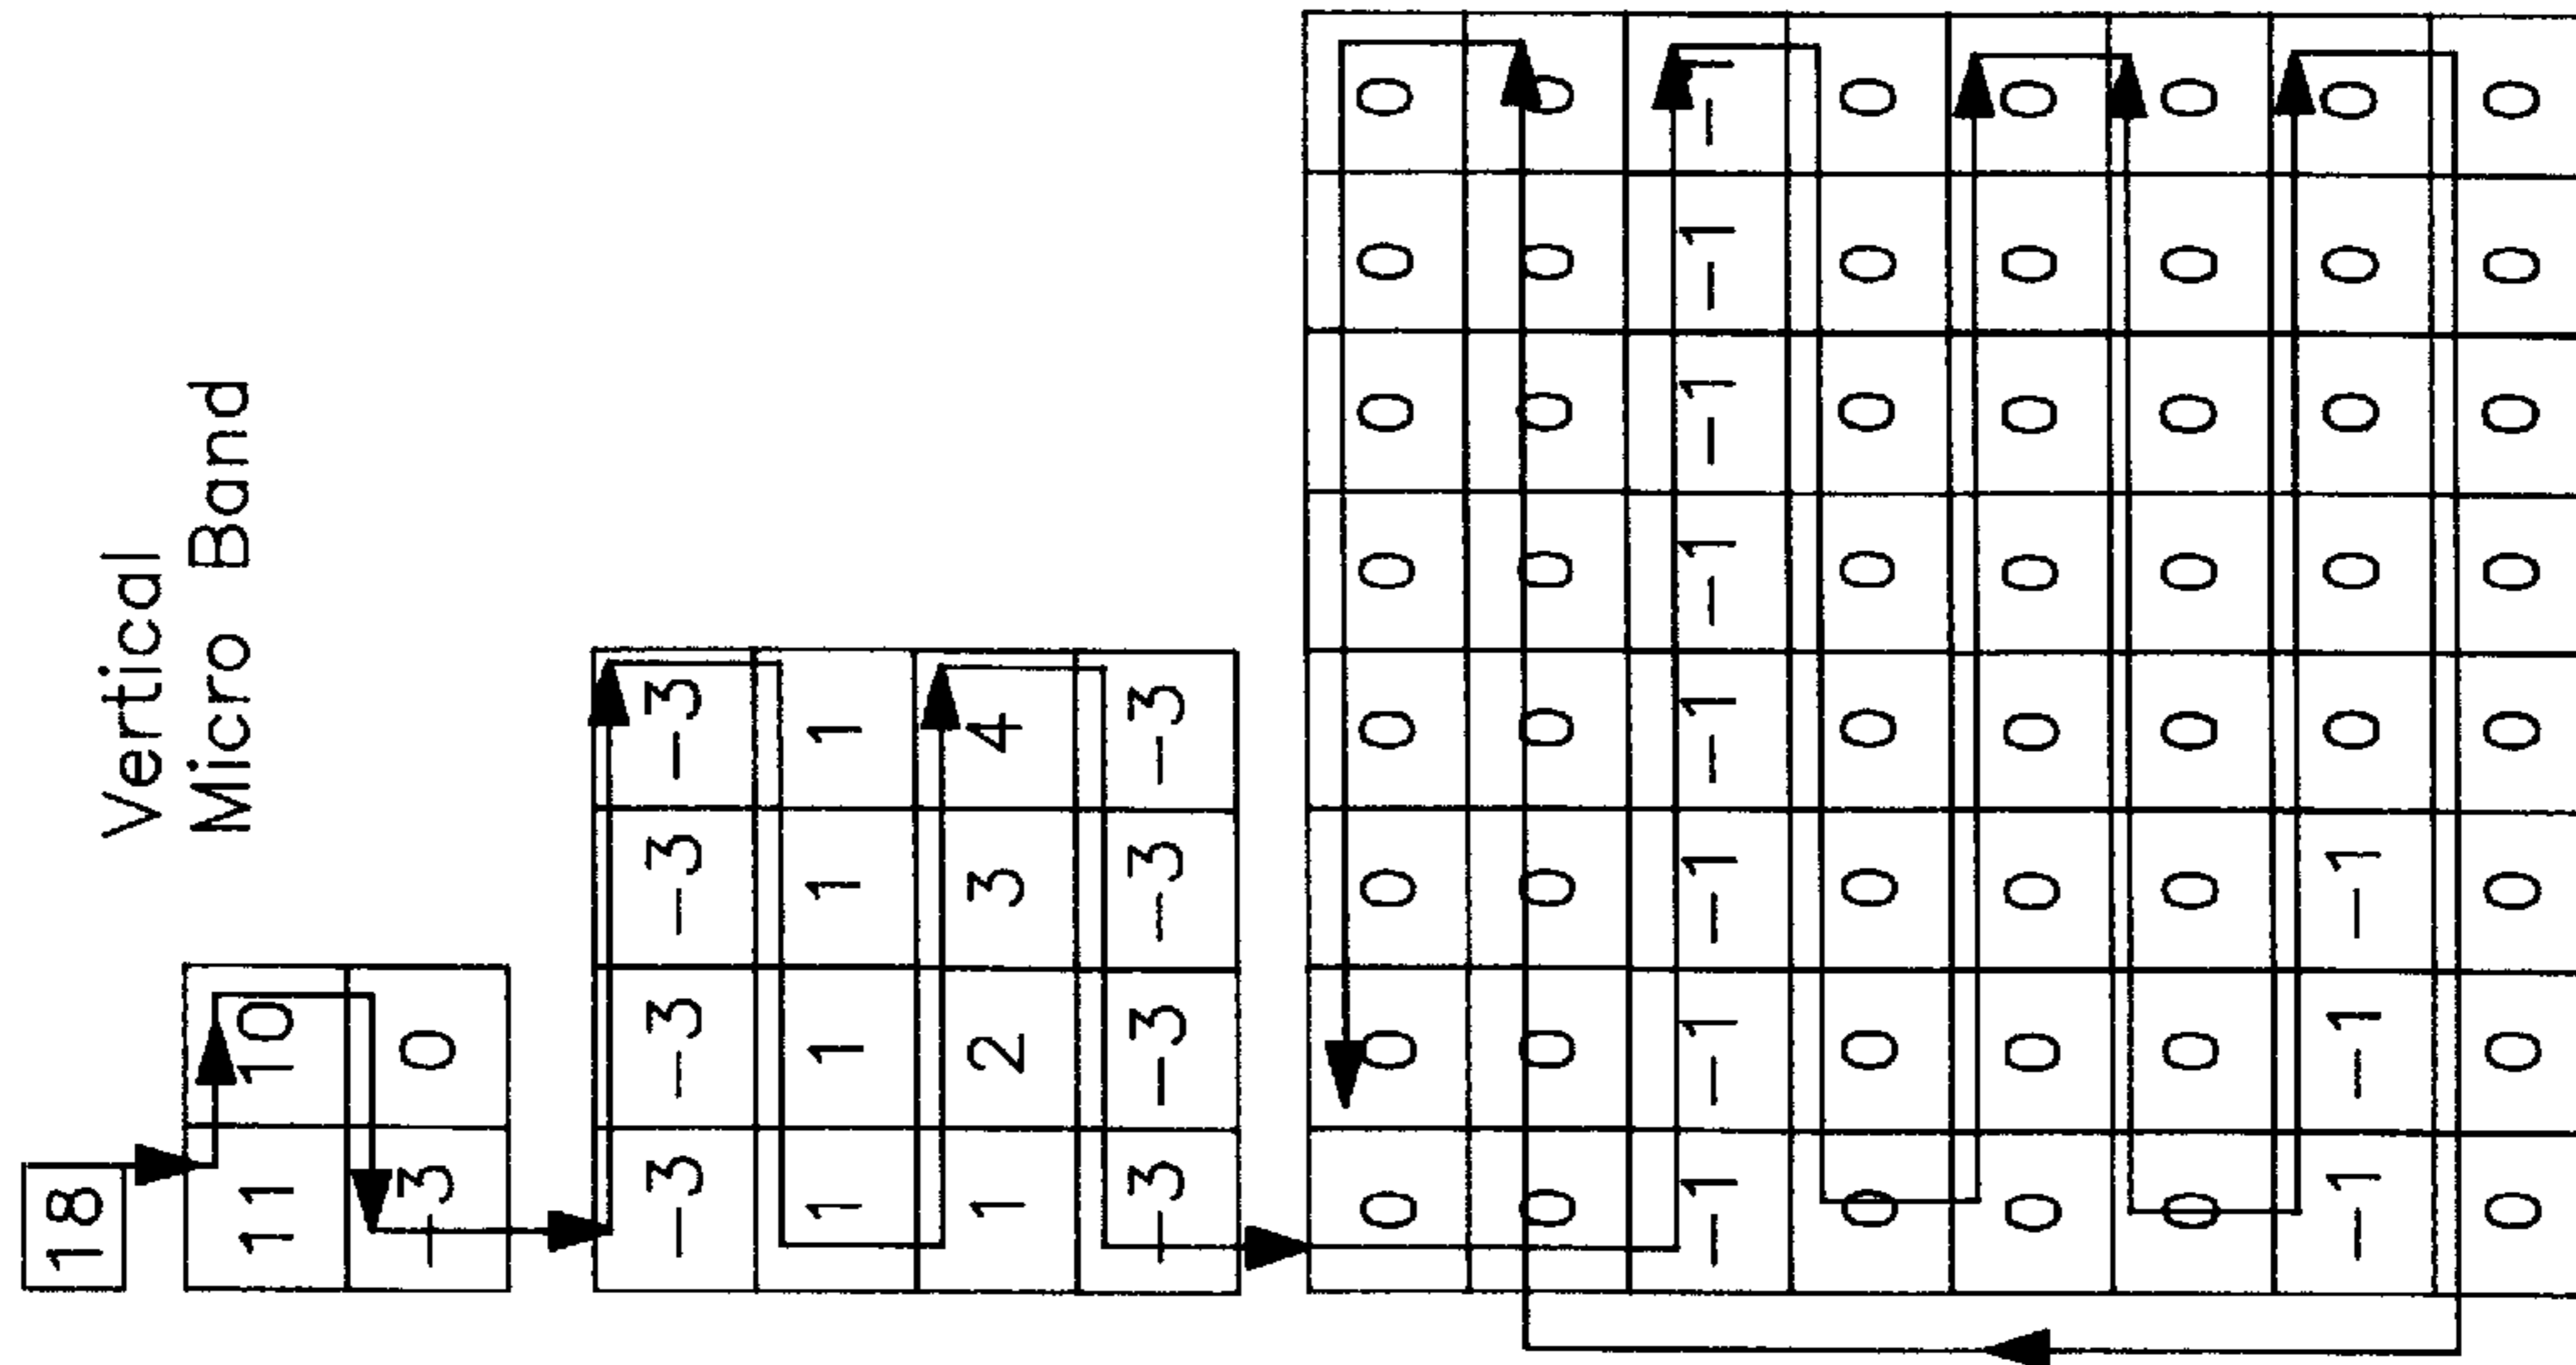 18
Vertical
Micro Band
11 10
-3 0
-3 -3 -3 -3
1 1 1 1
1 2 3 4
-3 -3 -3 -3
0 0 0 0 0 0 0 0
0 0 0 0 0 0 0 0
-1 -1 -1 -1 -1 -1 -1 -1
0 0 0 0 0 0 0 0
0 0 0 0 0 0 0 0
0 0 0 0 0 0 0 0
-1 -1 -1 0 0 0 0 0
0 0 0 0 0 0 0 0